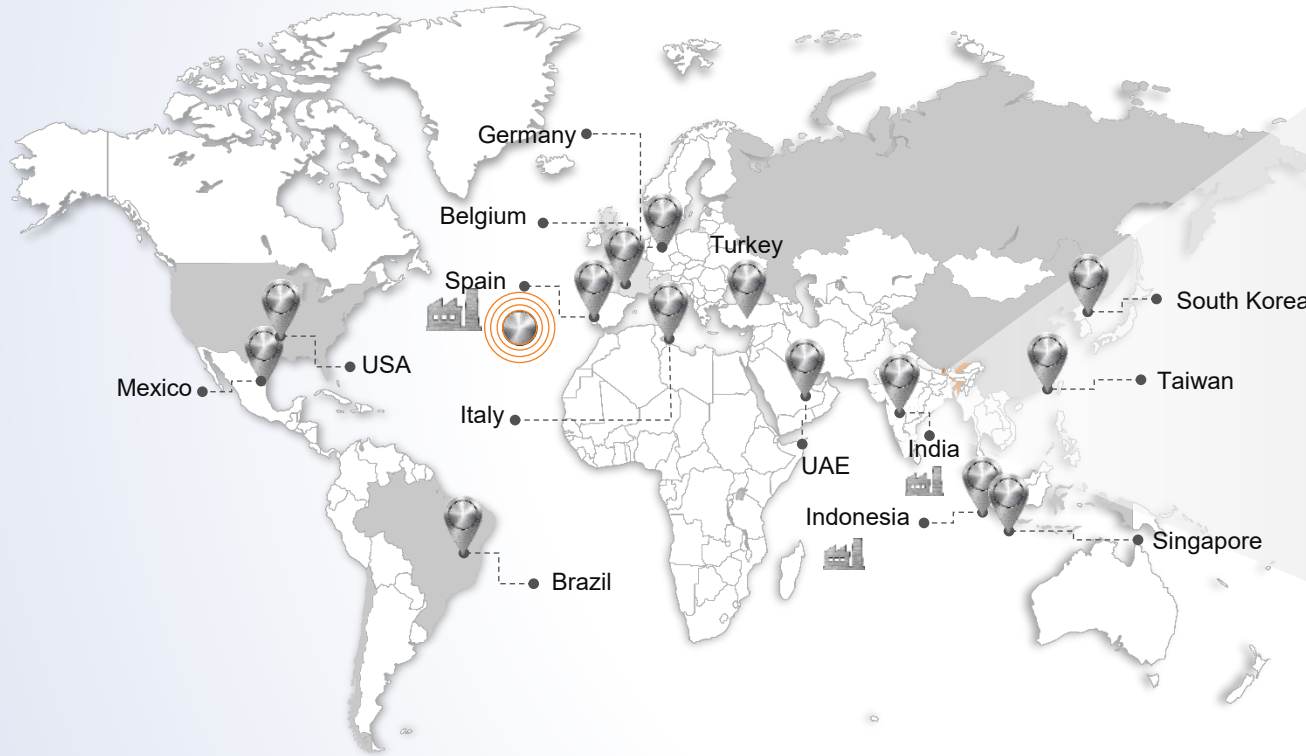 Germany
Belgium
Turkey
Spain
South Korea
USA
Taiwan
Mexico
Italy
India
UAE
Indonesia
Singapore
Brazil